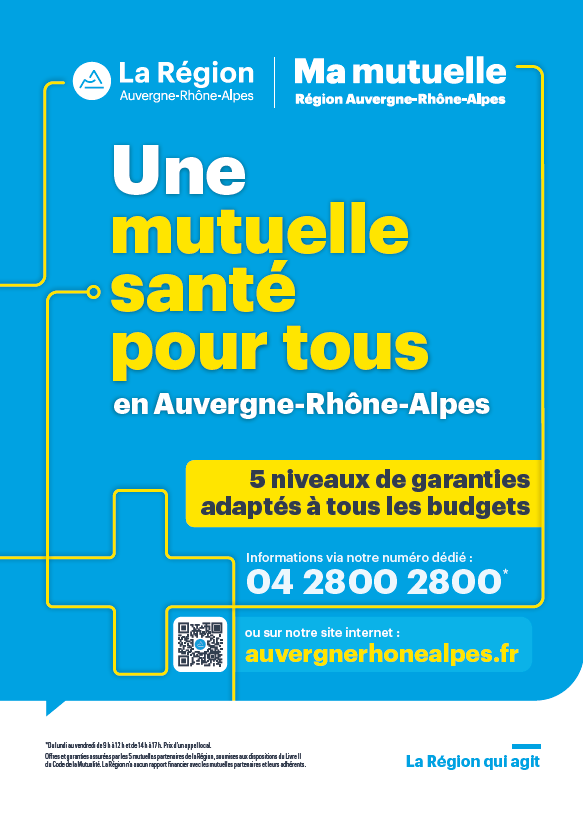 La Région
Auvergne-Rhône-Alpes
Ma mutuelle
Région Auvergne-Rhône-Alpes
Une
mutuelle
santé
pour tous
en Auvergne-Rhône-Alpes
5 niveaux de garanties
adaptés à tous les budgets
Informations via notre numéro dédié :
04 2800 2800*
ou sur notre site internet :
auvergnerhonealpes.fr
*Du lundi au vendredi de 9 h à 12 h et de 14 h à 17 h. Prix d'un appel local.
Offres et garanties assurées par les 5 mutuelles partenaires de la Région, soumises aux dispositions du Livre II
du Code de la Mutualité. La Région n'a aucun rapport financier avec les mutuelles partenaires et leurs adhérents.
La Région qui agit